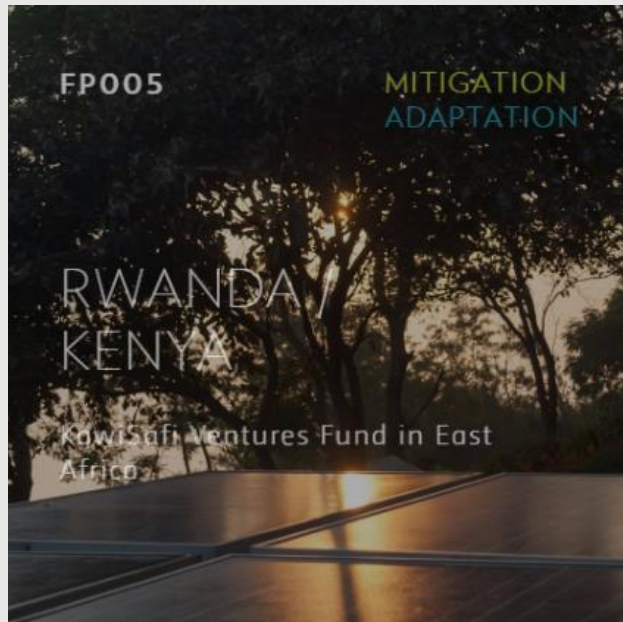 FP005
MITIGATION
ADAPTATION
RWANDA /
KENYA
KawiSafi Ventures Fund in East
Africa